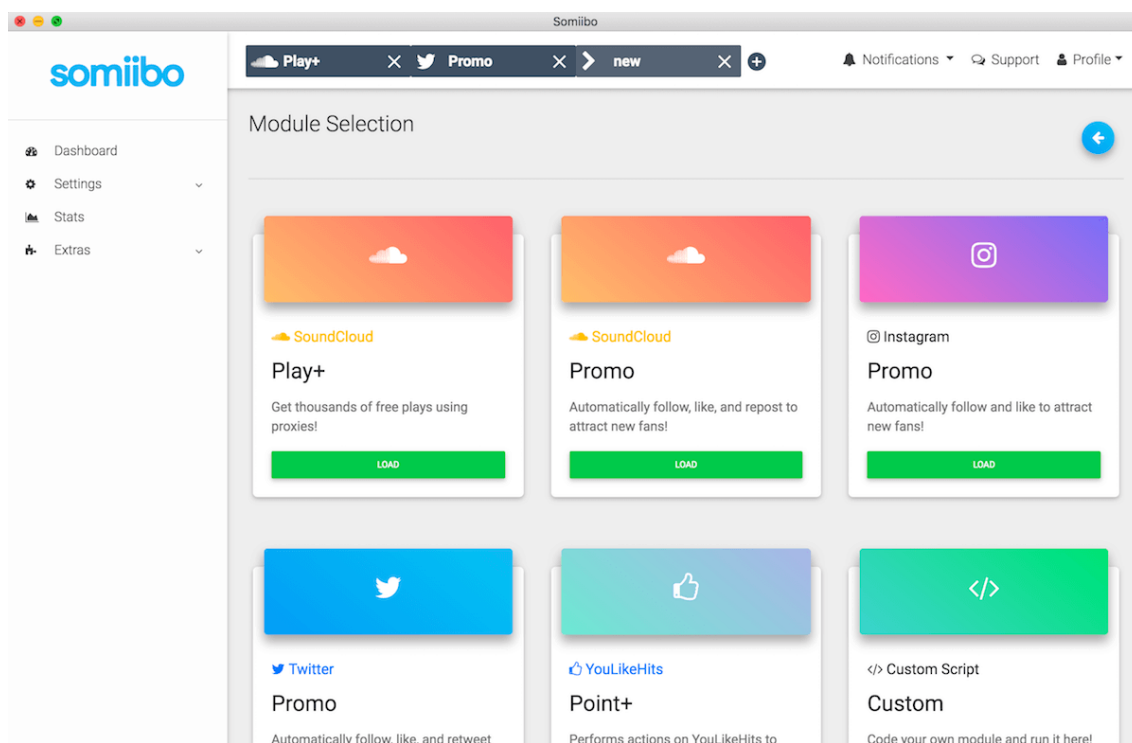 Somiibo
somiibo
Play+
Promo
new
Notifications
Support
Profile
Dashboard
Settings
Stats
Extras
Module Selection
SoundCloud
Play+
Get thousands of free plays using
proxies!
LOAD
SoundCloud
Promo
Automatically follow, like, and repost to
attract new fans!
LOAD
Instagram
Promo
Automatically follow and like to attract
new fans!
LOAD
Twitter
Promo
Automatically follow, like, and retweet
YouLikeHits
Point+
Performs actions on YouLikeHits to
</> Custom Script
Custom
Code your own module and run it here!